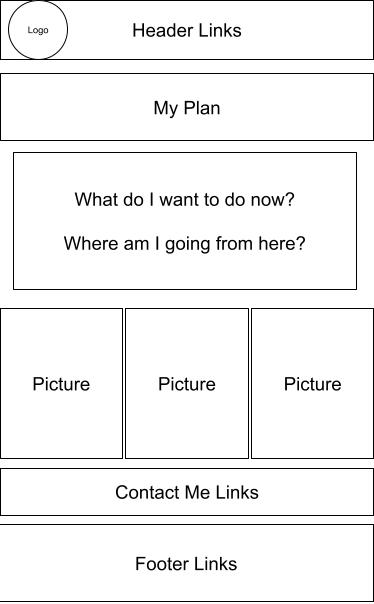 Logo
Header Links
My Plan
What do I want to do now?
Where am I going from here?
Picture
Picture
Picture
Contact Me Links
Footer Links